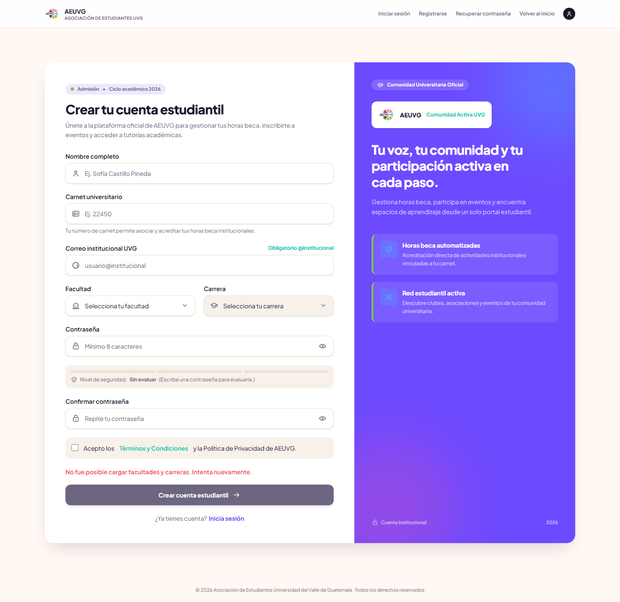 AEUVG
ASOCIACIÓN DE ESTUDIANTES UVG
Iniciar sesión
Registrarse
Recuperar contraseña
Volver al inicio
Admisión • Ciclo académico 2026
Crear tu cuenta estudiantil
Únete a la plataforma oficial de AEUVG para gestionar tus horas beca, inscribirte a
eventos y acceder a tutorías académicas.
Nombre completo
Ej. Sofía Castillo Pineda
Carnet universitario
Ej. 22450
Tu número de carnet permite asociar y acreditar tus horas beca institucionales.
Correo institucional UVG
Obligatorio @institucional
usuario@institucional
Facultad
Carrera
Selecciona tu facultad
Selecciona tu carrera
Contraseña
Mínimo 8 caracteres
Nivel de seguridad: Sin evaluar (Escribe una contraseña para evaluarla.)
Confirmar contraseña
Repite tu contraseña
Acepto los Términos y Condiciones y la Política de Privacidad de AEUVG.
No fue posible cargar facultades y carreras. Intenta nuevamente.
Crear cuenta estudiantil →
¿Ya tienes cuenta? Inicia sesión
Comunidad Universitaria Oficial
AEUVG
Comunidad Activa UVG
Tu voz, tu comunidad y tu
participación activa en
cada paso.
Gestiona horas beca, participa en eventos y encuentra
espacios de aprendizaje desde un solo portal estudiantil.
Horas beca automatizadas
Acreditación directa de actividades institucionales
vinculadas a tu carnet.
Red estudiantil activa
Descubre clubes, asociaciones y eventos de tu comunidad
universitaria.
Cuenta institucional
2026
© 2026 Asociación de Estudiantes Universidad del Valle de Guatemala · Todos los derechos reservados